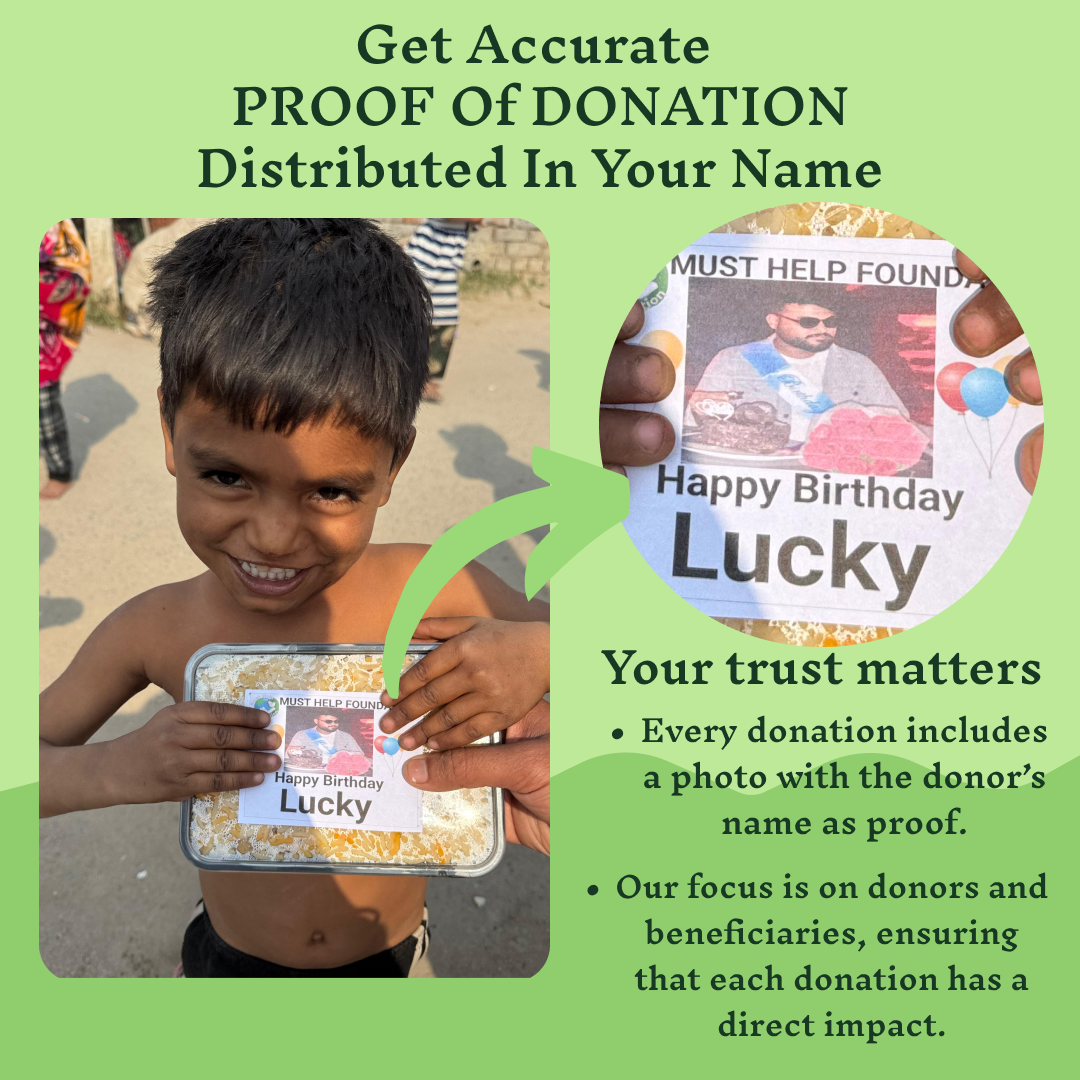 Get Accurate
PROOF Of DONATION
Distributed In Your Name
MUST HELP FOUNDA
tion
Happy Birthday
Lucky
MUST HELP FOUNDA
Happy Birthday
Lucky
Your trust matters
• Every donation includes
a photo with the donor’s
name as proof.
• Our focus is on donors and
beneficiaries, ensuring
that each donation has a
direct impact.